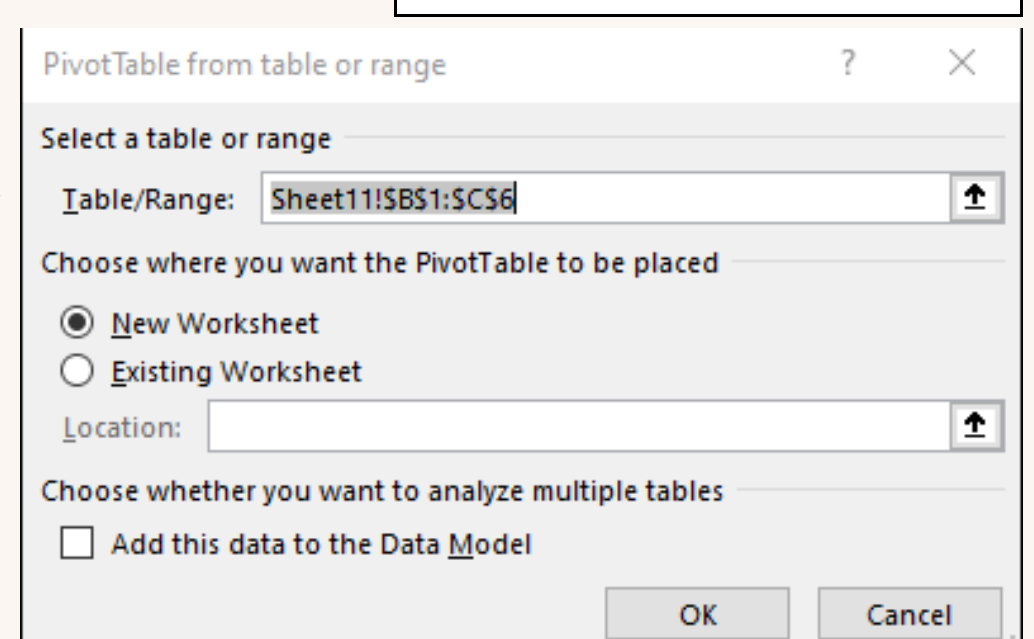 PivotTable from table or range ?
Select a table or range
Table/Range: Sheet11!$B$1:$C$6
Choose where you want the PivotTable to be placed
New Worksheet
Existing Worksheet
Location:
Choose whether you want to analyze multiple tables
Add this data to the Data Model
OK Cancel